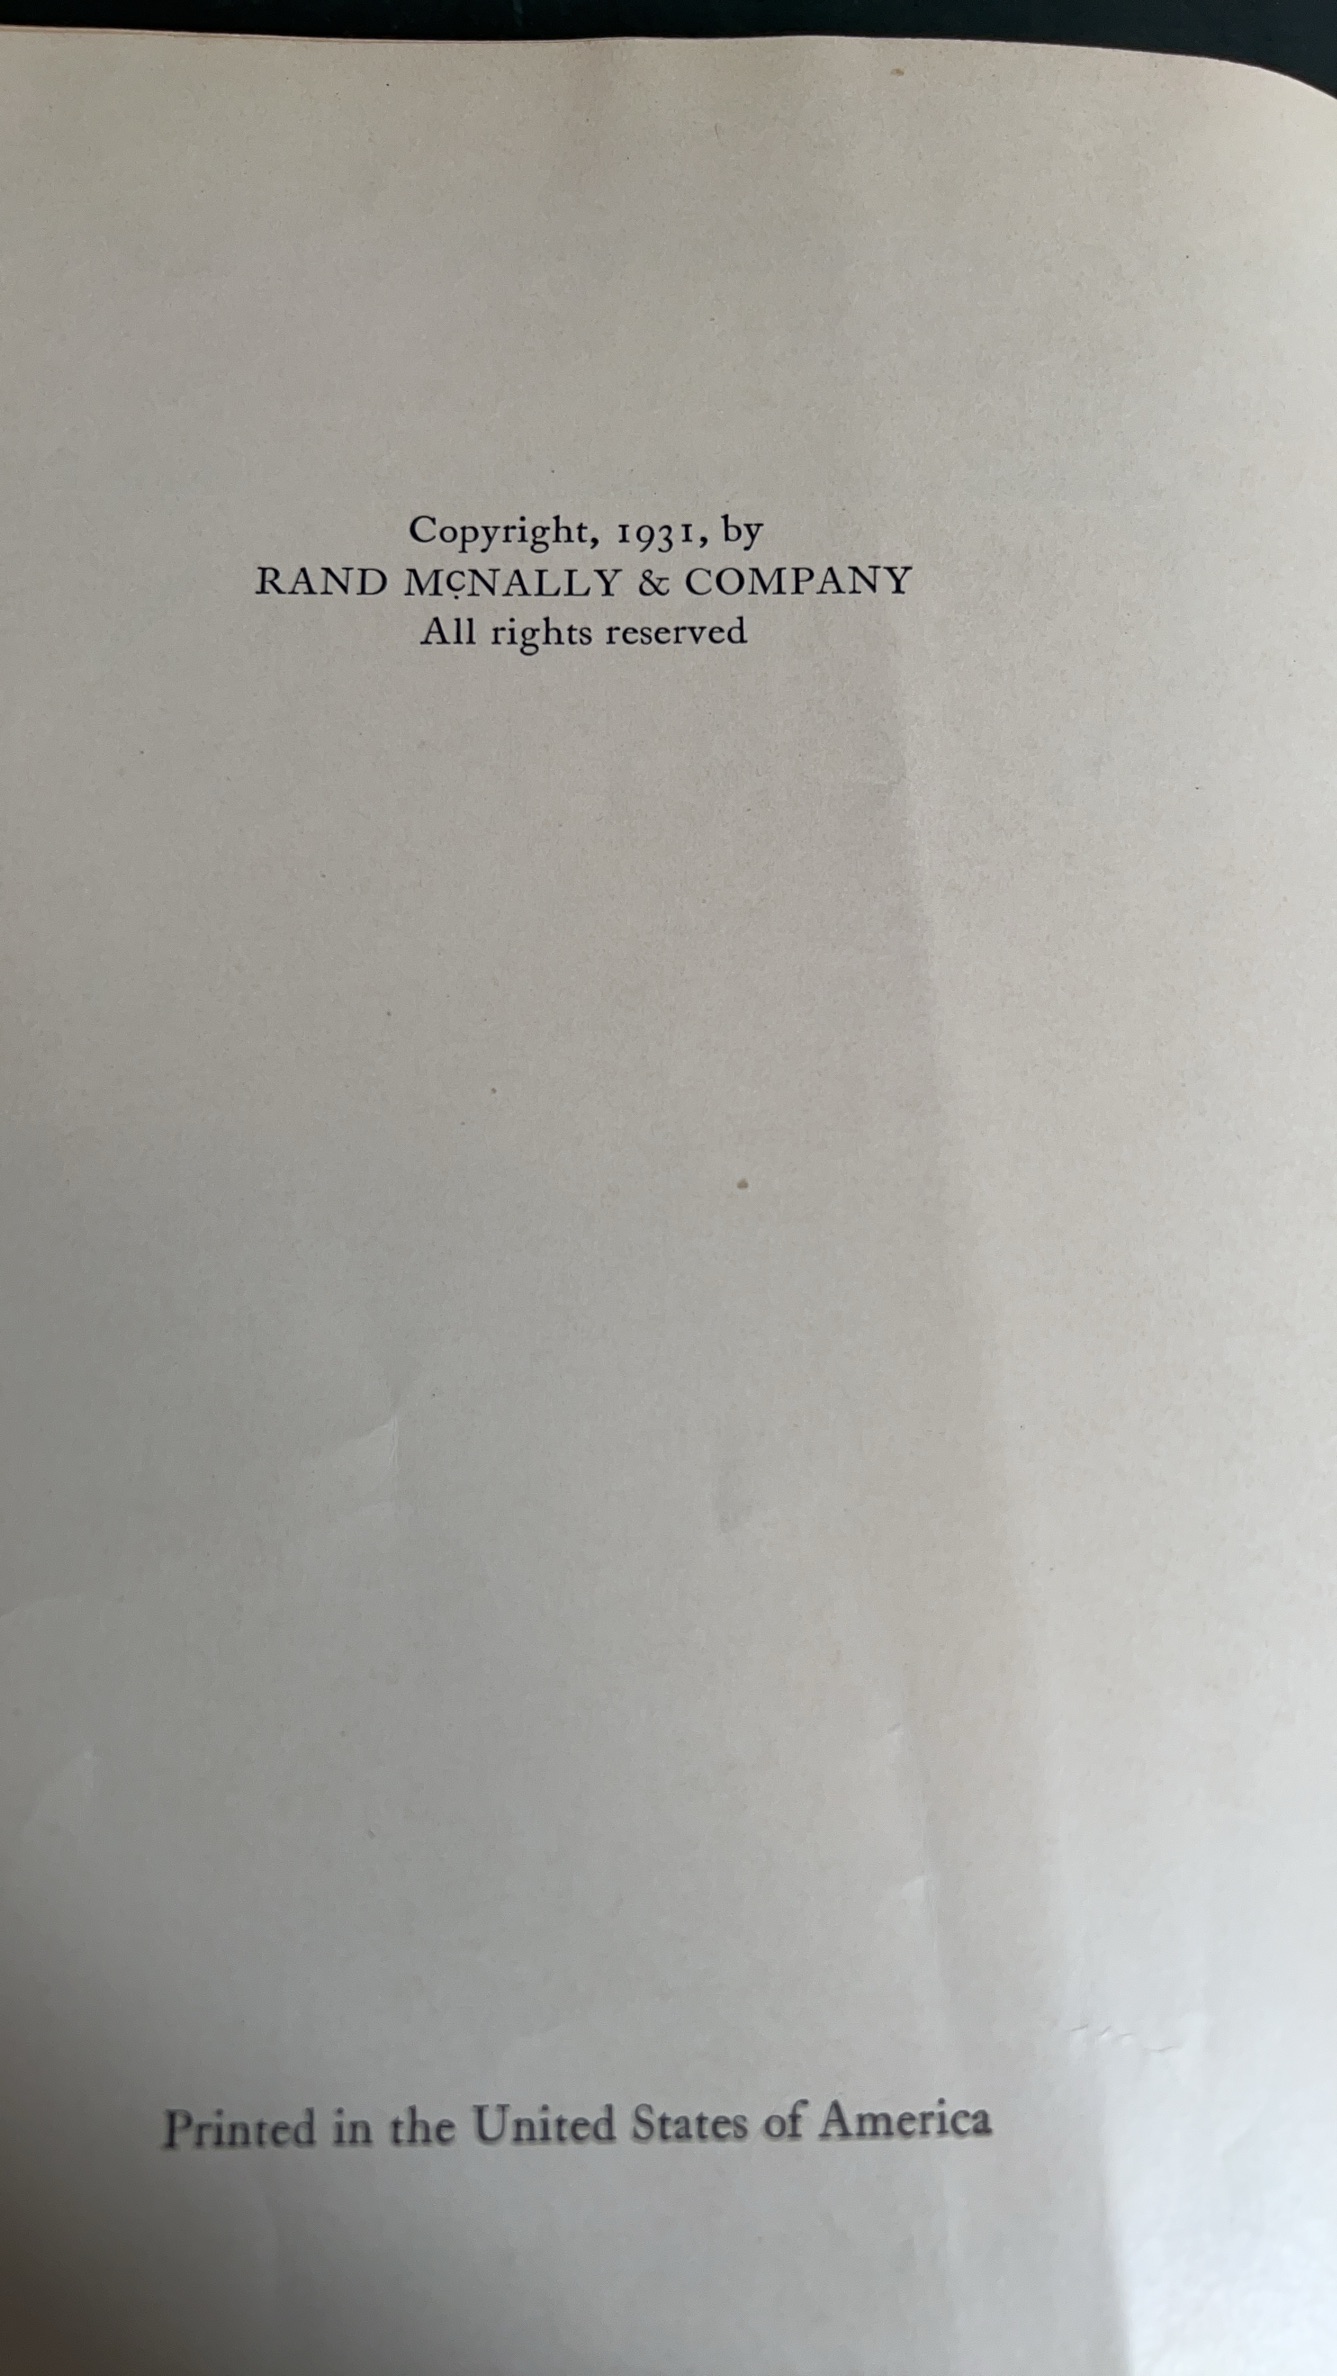 Copyright, 1931, by
RAND McNALLY & COMPANY
All rights reserved
Printed in the United States of America